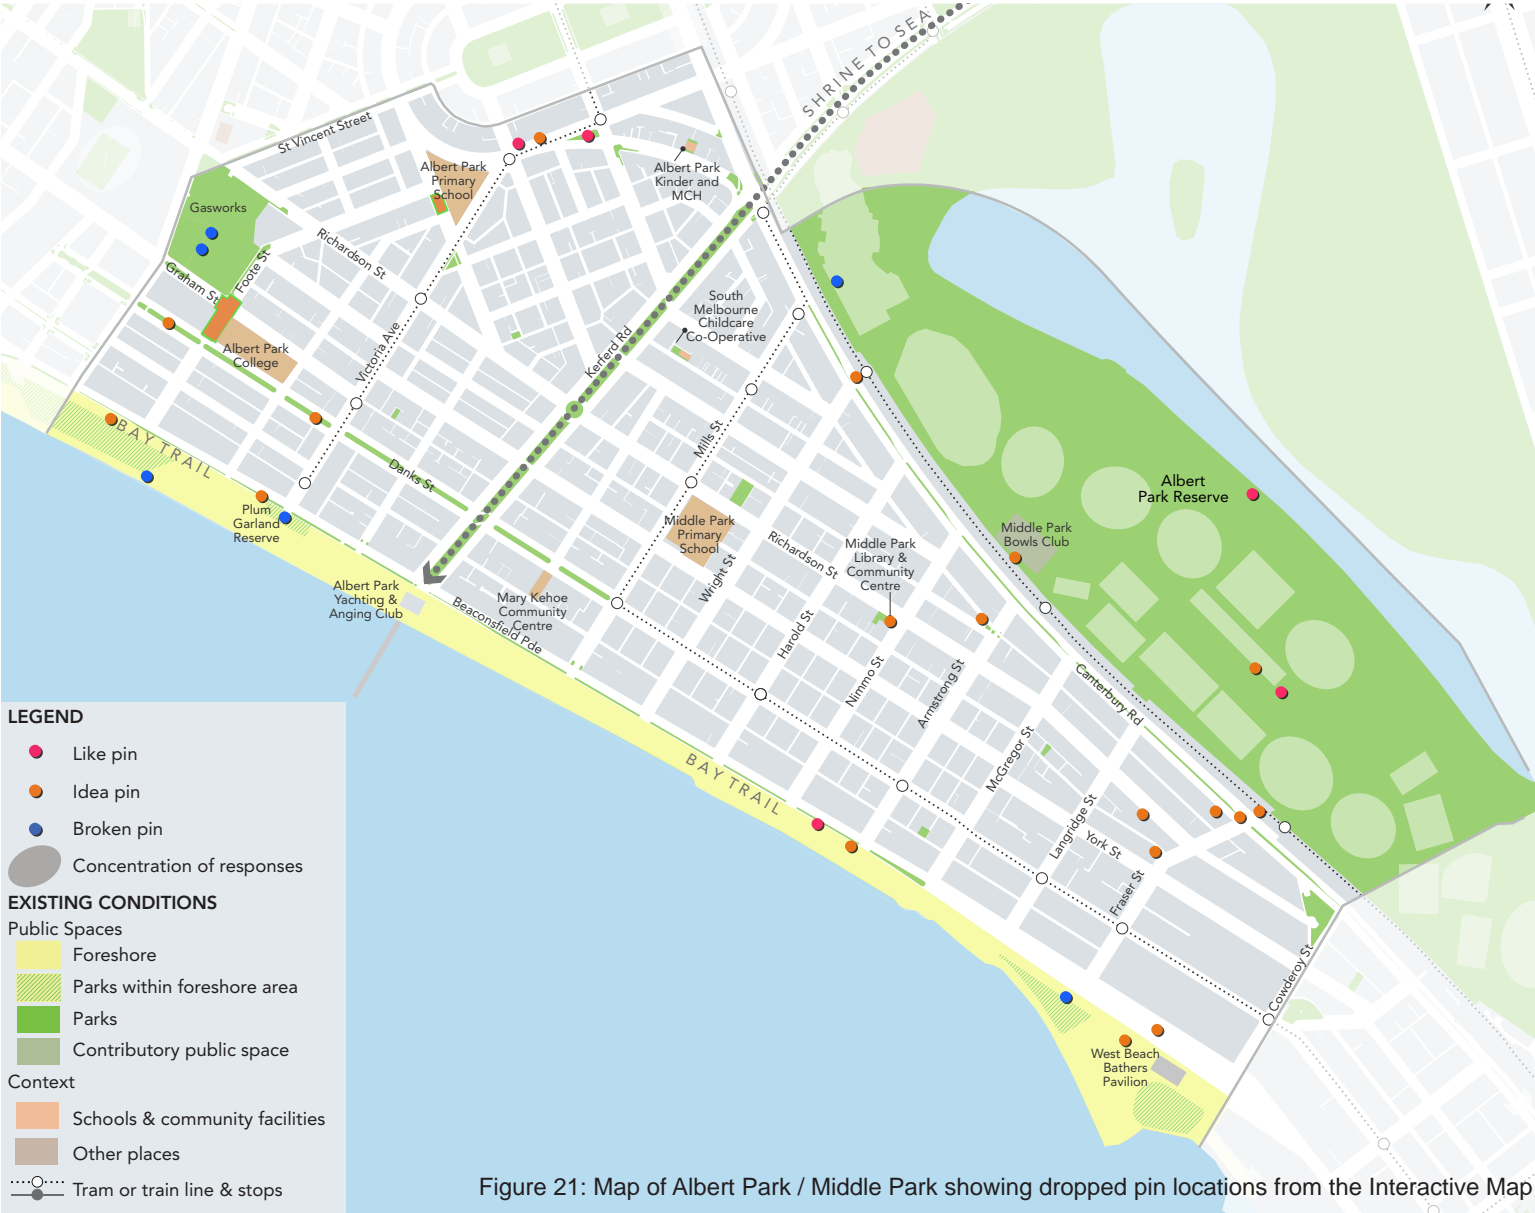 SHRINE TO SEA
St Vincent Street
Albert Park
Primary
School
Albert Park
Kinder and
MCH
Gasworks
Richardson St
Foote St
Graham St
South
Melbourne
Childcare
Co-Operative
Kerferd Rd
Victoria Ave
Albert Park
College
BAY TRAIL
Mills St
Danks St
Albert
Park Reserve
Plum
Garland
Reserve
Middle Park
Primary
School
Middle Park
Bowls Club
Richardson St
Middle Park
Library &
Community
Centre
Wright St
Albert Park
Yachting &
Anging Club
Mary Kehoe
Community
Centre
Beaconsfield Pde
Harold St
Nimmo St
Armstrong St
Canterbury Rd
McGregor St
BAY TRAIL
Langridge St
York St
Fraser St
Cowderoy St
West Beach
Bathers
Pavilion
LEGEND
Like pin
Idea pin
Broken pin
Concentration of responses
EXISTING CONDITIONS
Public Spaces
Foreshore
Parks within foreshore area
Parks
Contributory public space
Context
Schools & community facilities
Other places
Tram or train line & stops
Figure 21: Map of Albert Park / Middle Park showing dropped pin locations from the Interactive Map